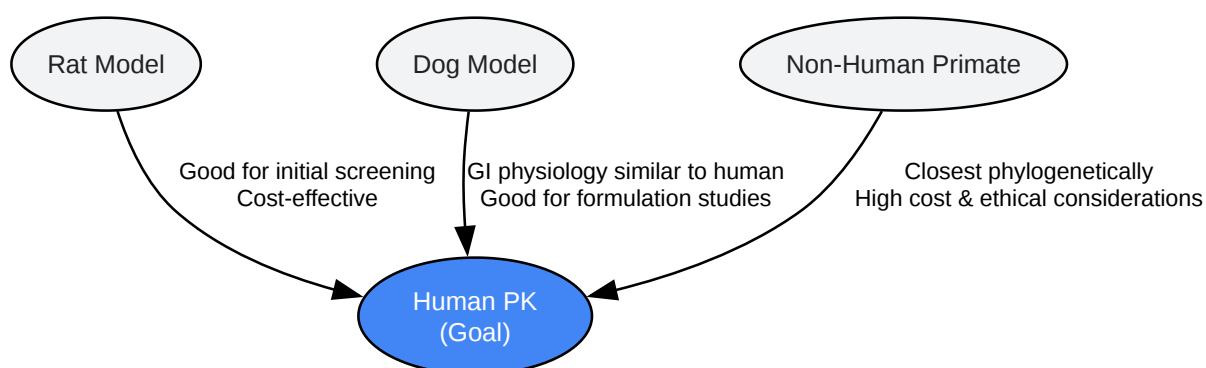 Rat Model
Dog Model
Non-Human Primate
Good for initial screening
Cost-effective
GI physiology similar to human
Good for formulation studies
Closest phylogenetically
High cost & ethical considerations
Human PK
(Goal)